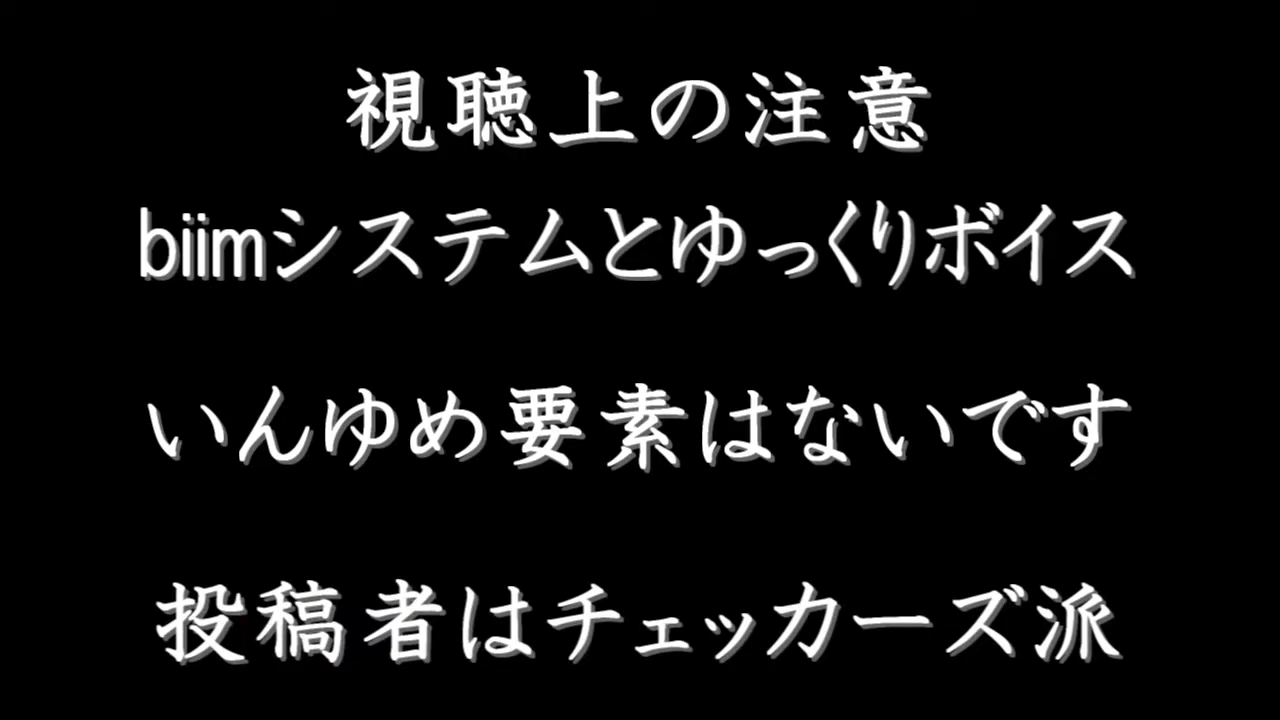 視聴上の注意
biimシステムとゆっくりボイス
いんゆめ要素はないです
投稿者はチェッカーズ派